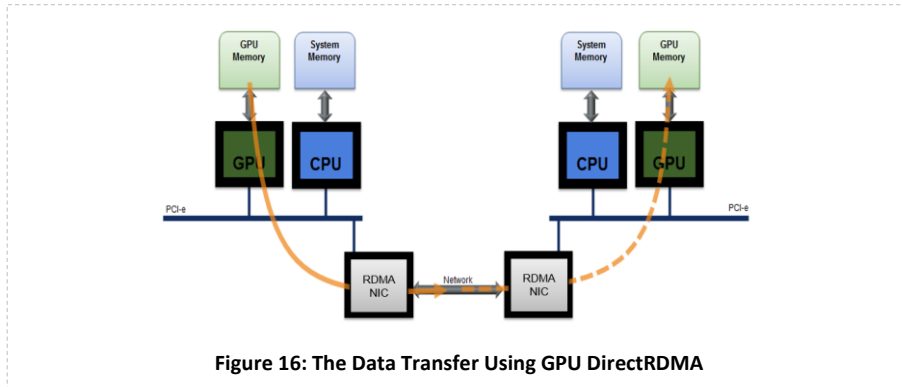 GPU
Memory
System
Memory
System
Memory
GPU
Memory
GPU
CPU
CPU
GPU
PCI-e
PCI-e
RDMA
NIC
Network
RDMA
NIC
Figure 16: The Data Transfer Using GPU DirectRDMA